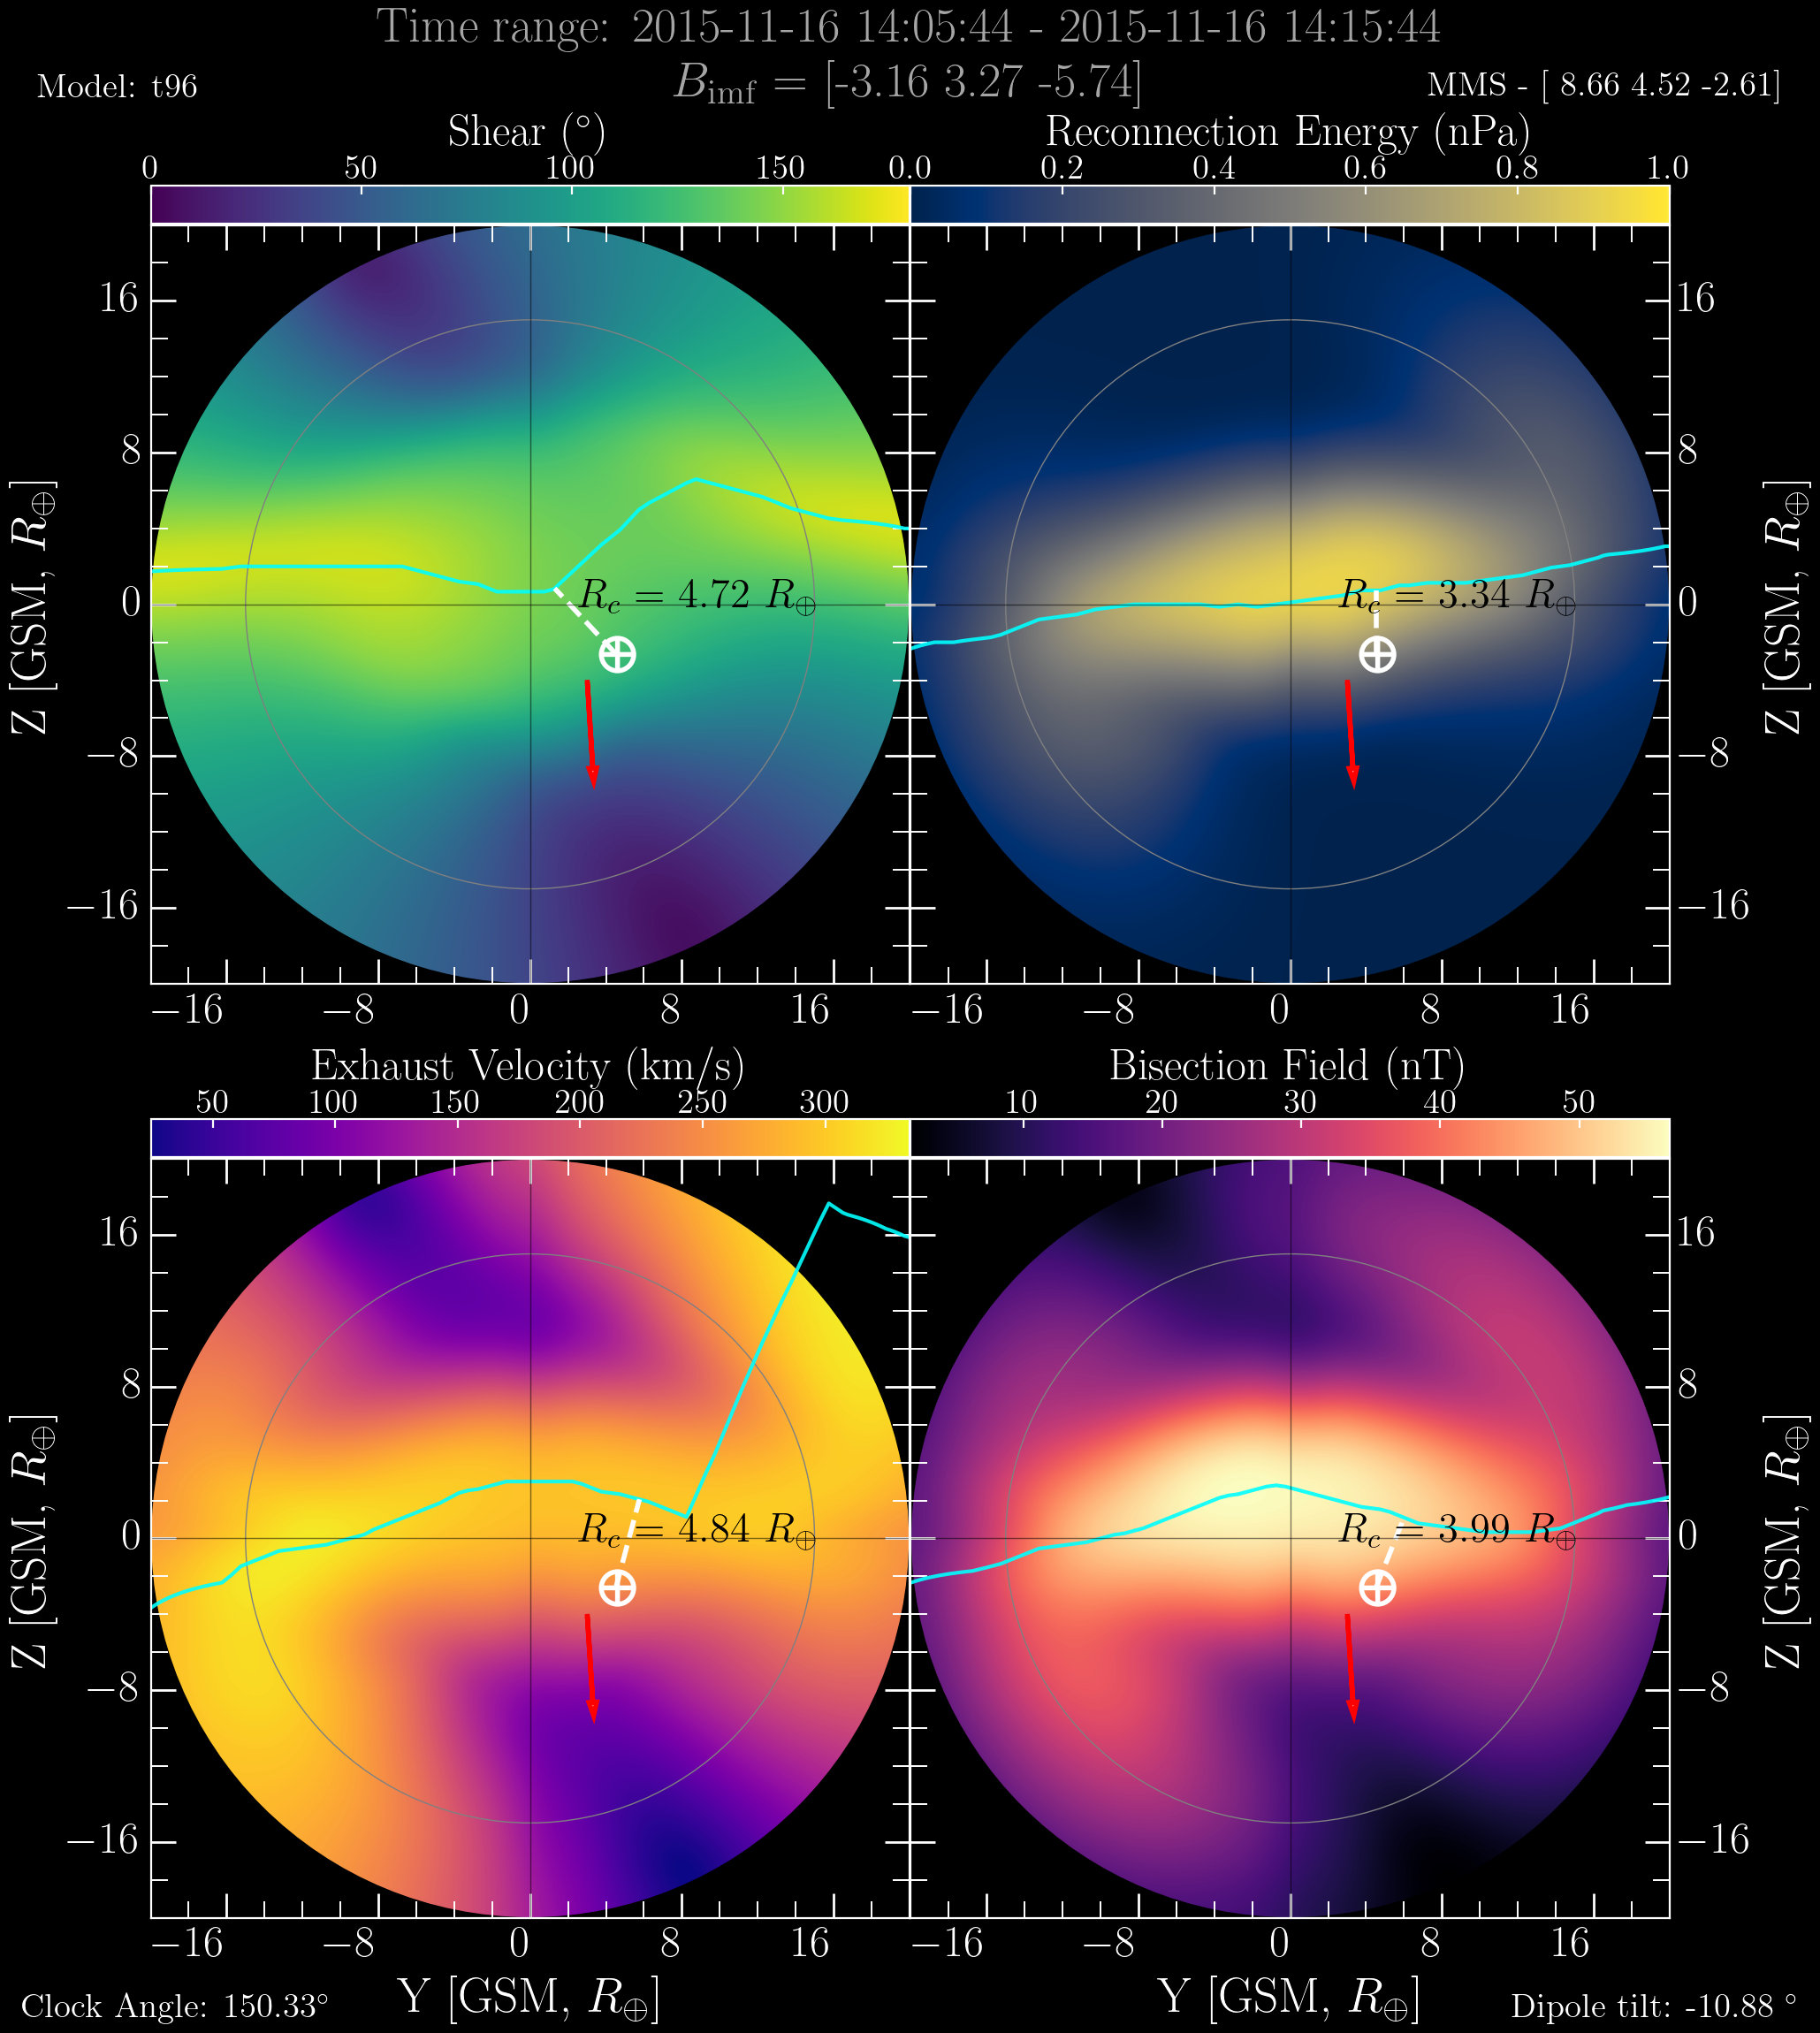 Time range: 2015-11-16 14:05:44 - 2015-11-16 14:15:44
Model: t96
B_imf = [-3.16 3.27 -5.74]
MMS - [ 8.66 4.52 -2.61]
Shear (°)
Reconnection Energy (nPa)
0 50 100 150
0.0 0.2 0.4 0.6 0.8 1.0
16
8
0
−8
−16
Z [GSM, R⊕]
R_c = 4.72 R⊕
R_c = 3.34 R⊕
16
8
0
−8
−16
Z [GSM, R⊕]
−16 −8 0 8 16
−16 −8 0 8 16
Exhaust Velocity (km/s)
Bisection Field (nT)
50 100 150 200 250 300
10 20 30 40 50
16
8
0
−8
−16
Z [GSM, R⊕]
R_c = 4.84 R⊕
R_c = 3.99 R⊕
16
8
0
−8
−16
Z [GSM, R⊕]
−16 −8 0 8 16
−16 −8 0 8 16
Y [GSM, R⊕]
Y [GSM, R⊕]
Clock Angle: 150.33°
Dipole tilt: -10.88 °